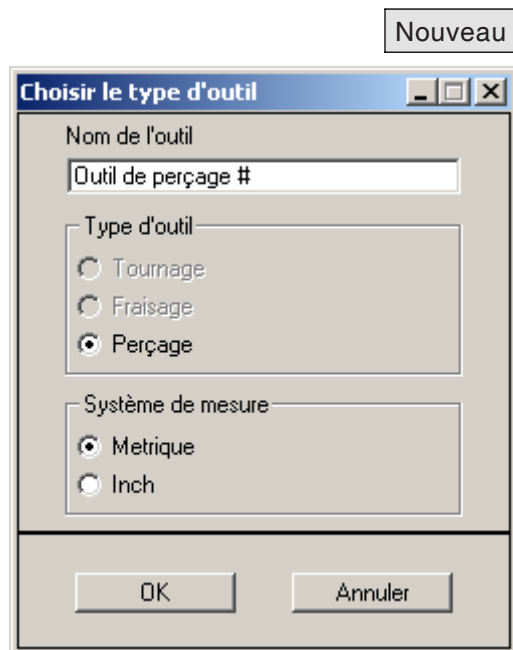 Nouveau
Choisir le type d'outil
Nom de l'outil
Outil de perçage #
Type d'outil
Tournage
Fraisage
Perçage
Système de mesure
Metrique
Inch
OK Annuler